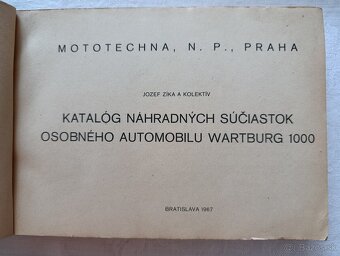 MOTOTECHNA, N. P., PRAHA
JOZEF ZIKA A KOLEKTÍV
KATALÓG NÁHRADNÝCH SÚČIASTOK
OSOBNÉHO AUTOMOBILU WARTBURG 1000
BRATISLAVA 1967